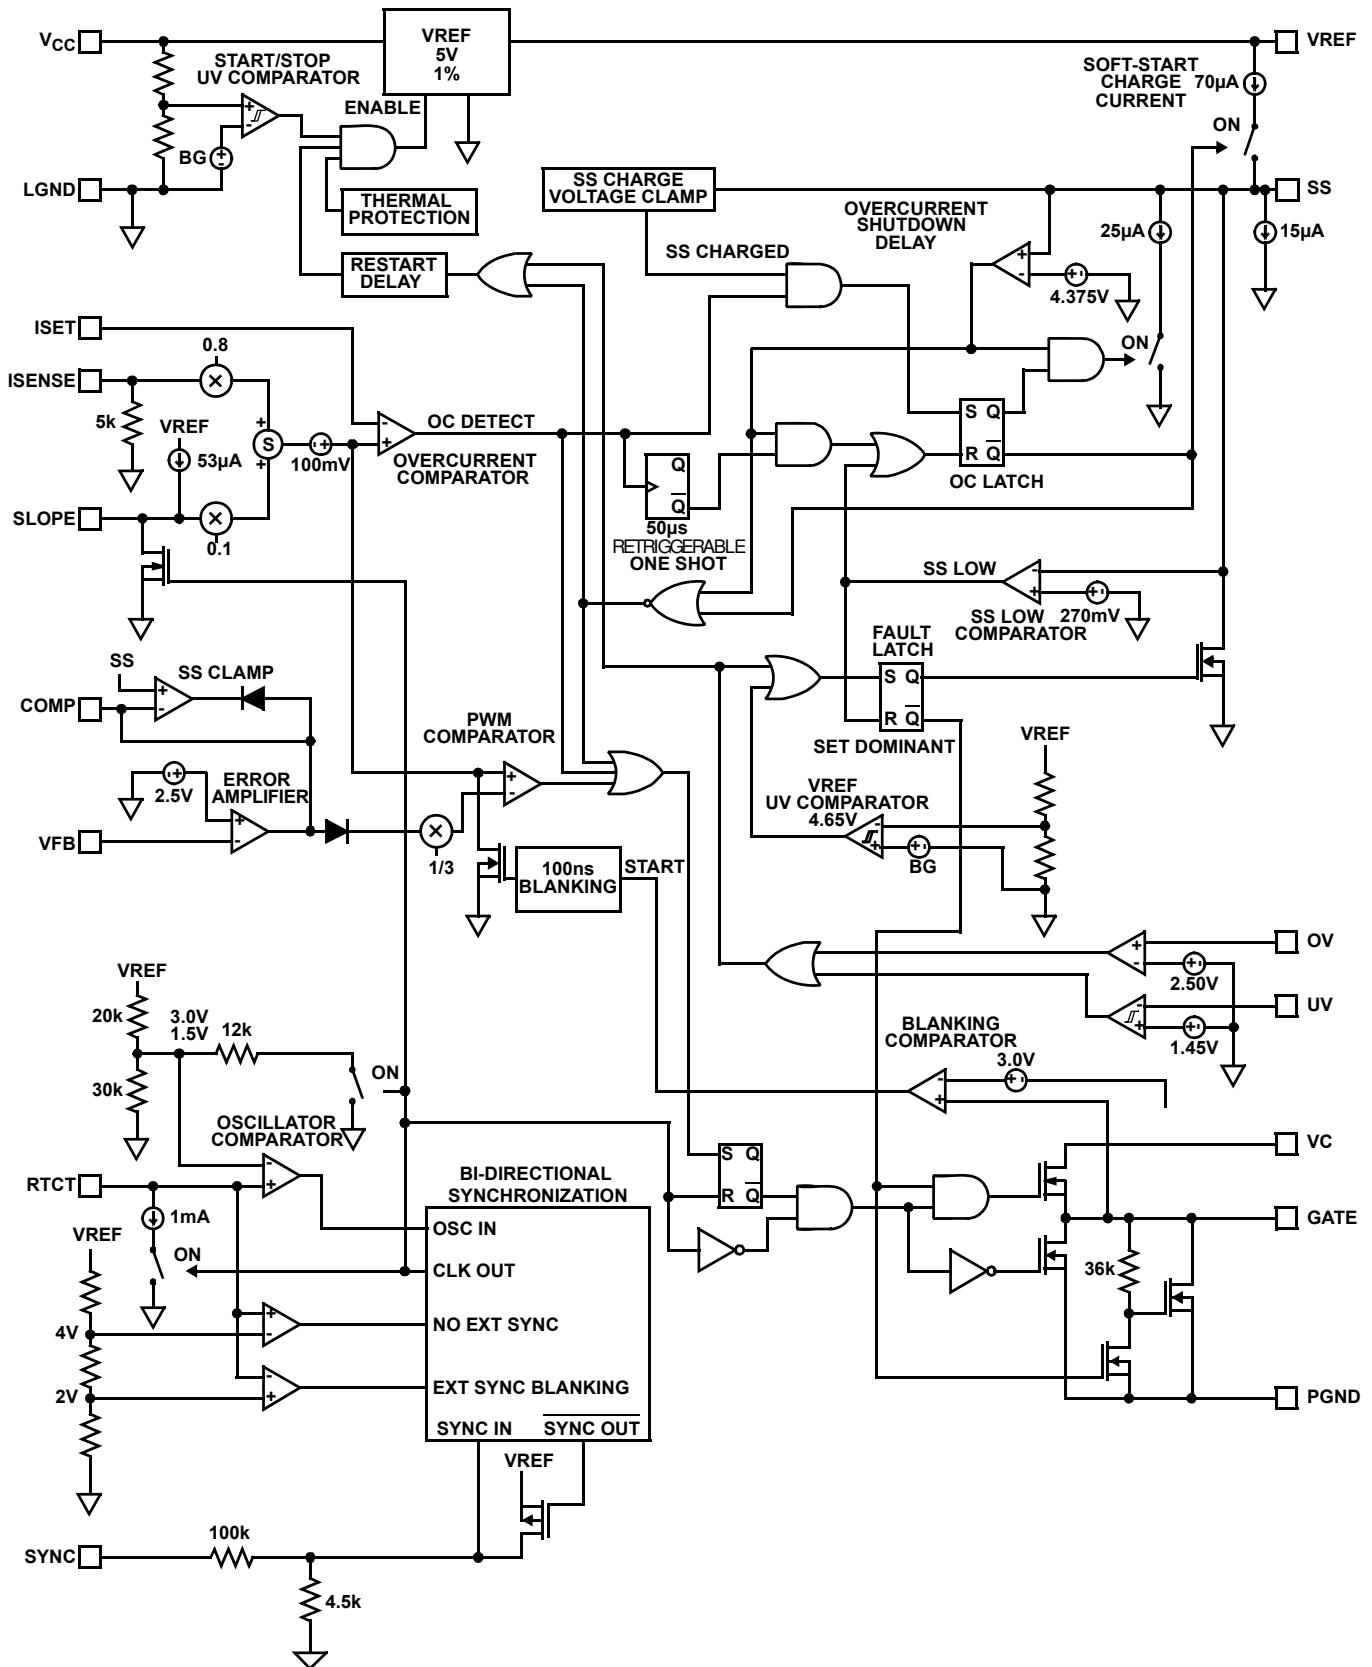 VCC
VREF
5V
1%
VREF
START/STOP
UV COMPARATOR
ENABLE
SOFT-START
CHARGE
CURRENT
70µA
ON
BG
LGND
THERMAL
PROTECTION
SS CHARGE
VOLTAGE CLAMP
SS
OVERCURRENT
SHUTDOWN
DELAY
25µA
15µA
RESTART
DELAY
SS CHARGED
4.375V
ISET
ON
0.8
ISENSE
5k
VREF
53µA
S
100mV
OC DETECT
OVERCURRENT
COMPARATOR
S Q
R Q
OC LATCH
Q
Q
50µs
RETRIGGERABLE
ONE SHOT
SLOPE
0.1
SS LOW
SS LOW
COMPARATOR
270mV
FAULT
LATCH
S Q
R Q
SET DOMINANT
SS
SS CLAMP
COMP
PWM
COMPARATOR
VREF
2.5V
ERROR
AMPLIFIER
VFB
1/3
VREF
UV COMPARATOR
4.65V
BG
100ns
BLANKING
START
OV
2.50V
UV
1.45V
VREF
20k
3.0V
1.5V
12k
30k
ON
BLANKING
COMPARATOR
3.0V
OSCILLATOR
COMPARATOR
VC
S Q
R Q
RTCT
BI-DIRECTIONAL
SYNCHRONIZATION
1mA
VREF
ON
OSC IN
CLK OUT
GATE
36k
4V
NO EXT SYNC
2V
EXT SYNC BLANKING
PGND
SYNC IN
SYNC OUT
VREF
100k
SYNC
4.5k